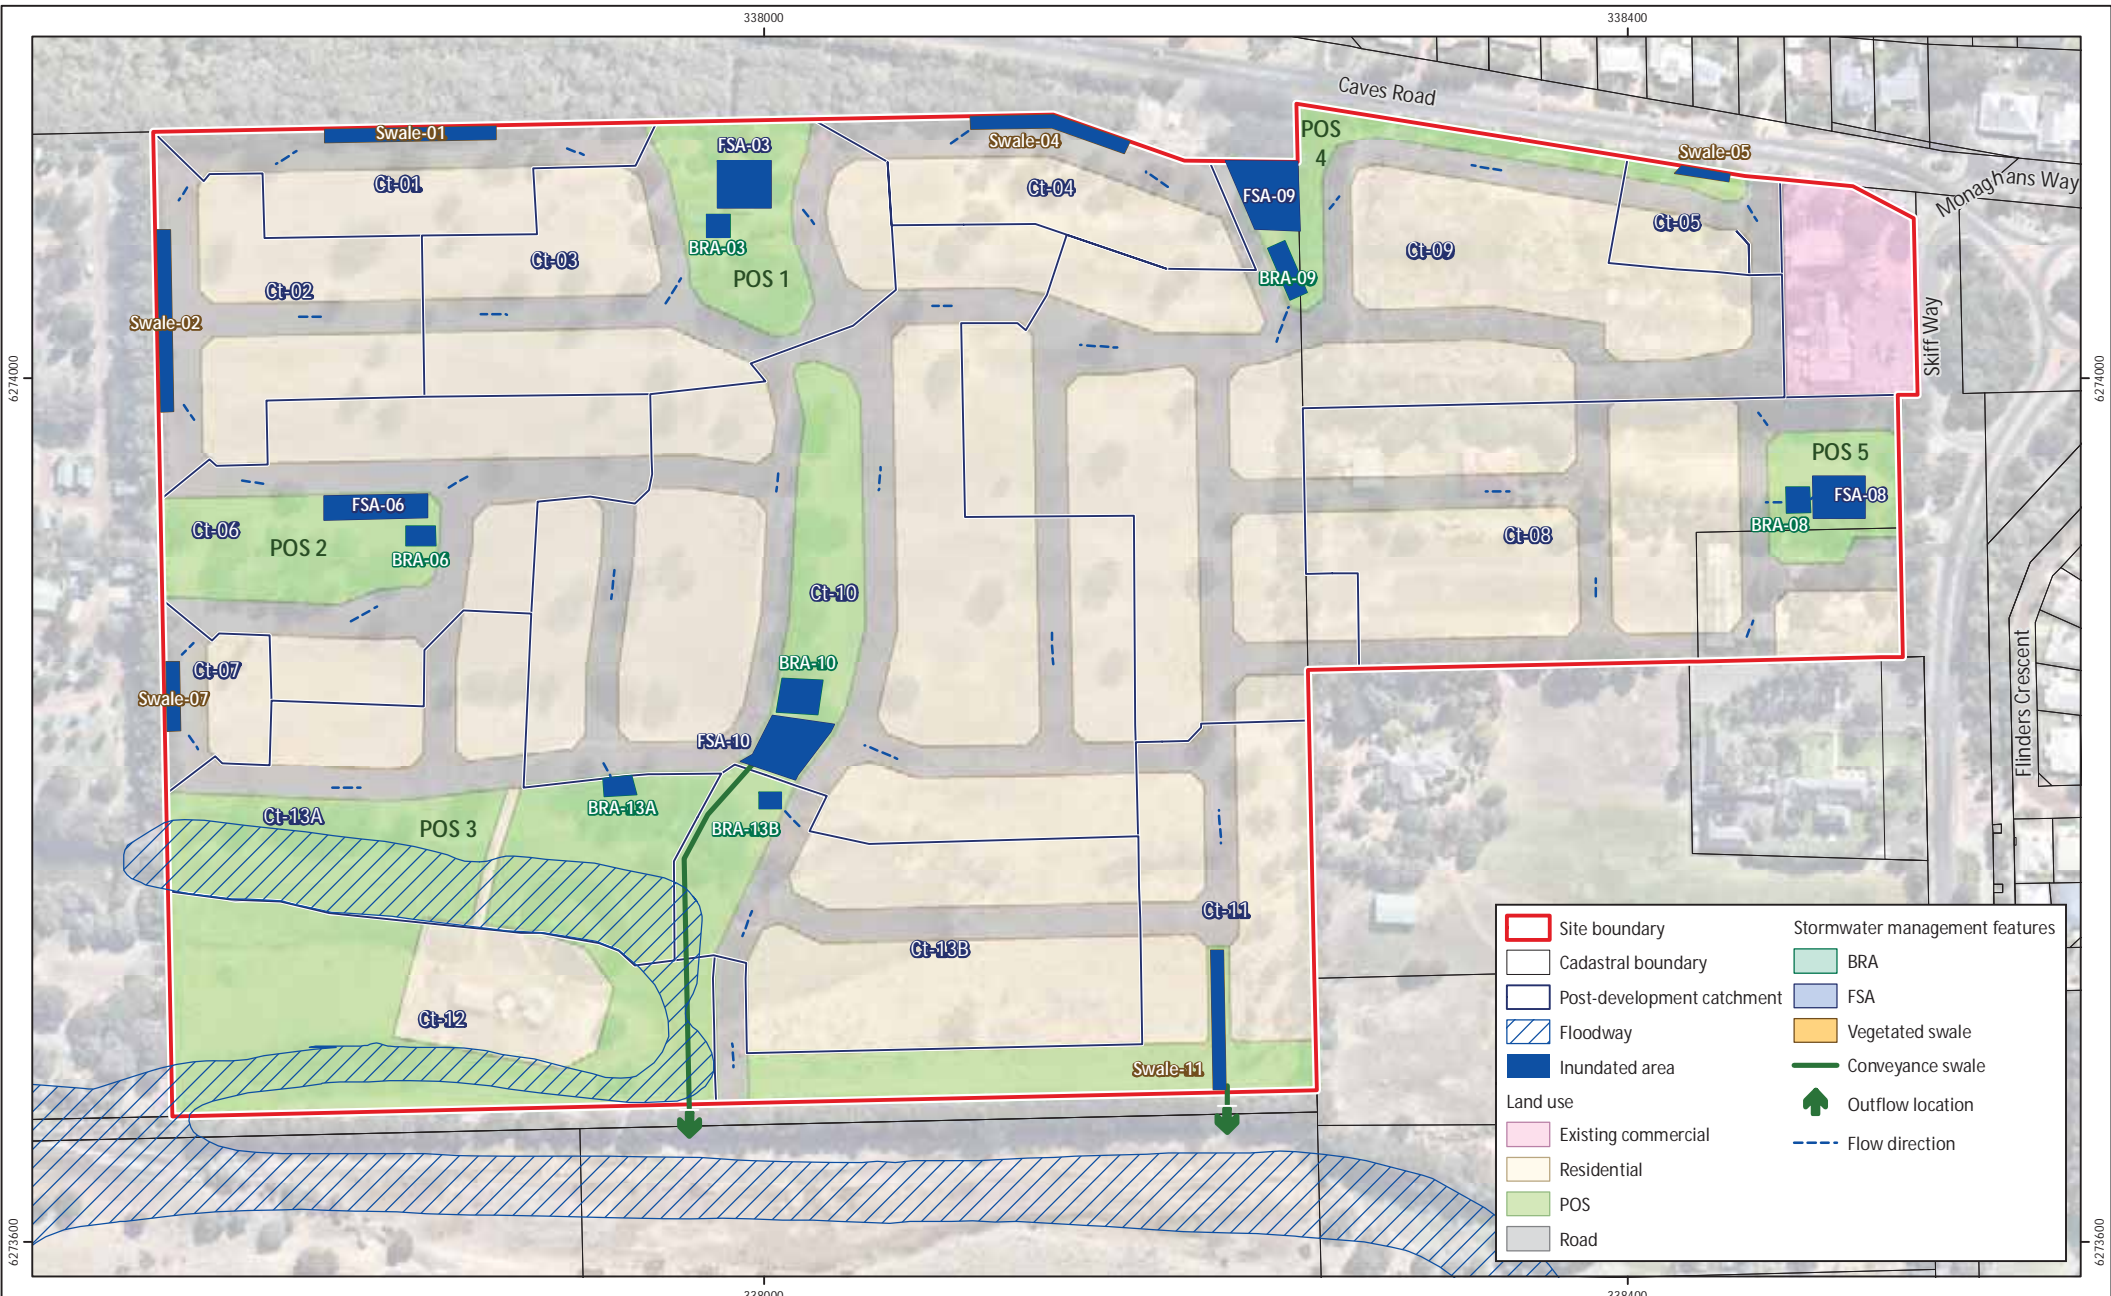 338000
338400
Caves Road
Monaghans Way
Swale-01
FSA-03
Swale-04
POS
4
Swale-05
Ct-01
Ct-04
FSA-09
Ct-05
BRA-03
Ct-03
POS 1
Ct-09
BRA-09
Ct-02
Swale-02
Skiff Way
6274000
6274000
POS 5
FSA-06
FSA-08
Ct-06
BRA-08
POS 2
Ct-08
BRA-06
Ct-10
BRA-10
Ct-07
Swale-07
Flinders Crescent
FSA-10
BRA-13A
Ct-13A
POS 3
BRA-13B
Ct-11
Ct-13B
Ct-12
Swale-11
Site boundary
Cadastral boundary
Post-development catchment
Floodway
Inundated area
Land use
Existing commercial
Residential
POS
Road
Stormwater management features
BRA
FSA
Vegetated swale
Conveyance swale
Outflow location
Flow direction
6273600
6273600
338000
338400